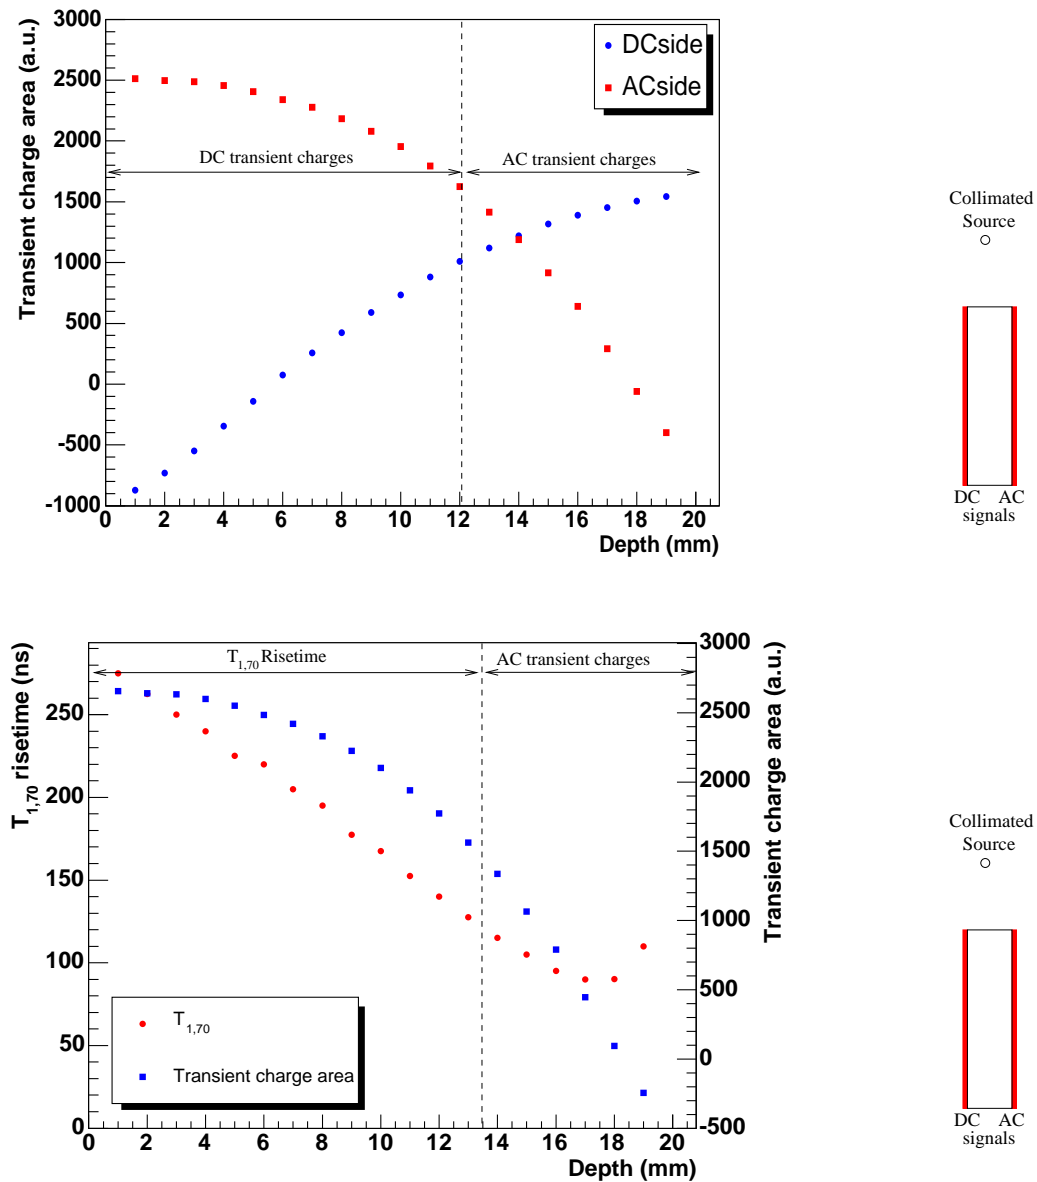 Transient charge area (a.u.)
3000
2500
2000
1500
1000
500
0
-500
-1000
DCside
ACside
DC transient charges
AC transient charges
0 2 4 6 8 10 12 14 16 18 20
Depth (mm)
Collimated
Source
DC AC
signals
T1,70 risetime (ns)
250
200
150
100
50
0
T1,70 Risetime
AC transient charges
T1,70
Transient charge area
3000
2500
2000
1500
1000
500
0
-500
Transient charge area (a.u.)
0 2 4 6 8 10 12 14 16 18 20
Depth (mm)
Collimated
Source
DC AC
signals